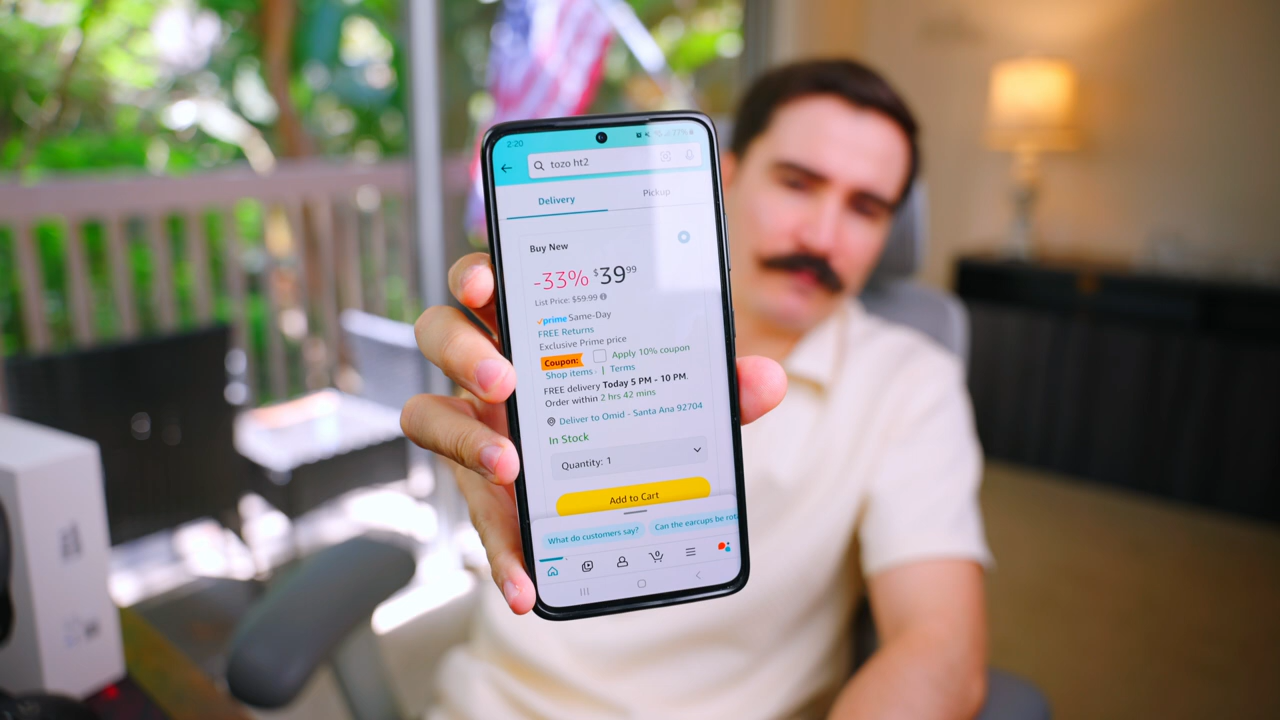 2:20
77%
tozo ht2
Delivery
Pickup
Buy New
-33% $39.99
List Price: $59.99
prime Same-Day
FREE Returns
Exclusive Prime price
Coupon: Apply 10% coupon
Shop items | Terms
FREE delivery Today 5 PM - 10 PM.
Order within 2 hrs 42 mins
Deliver to Omid - Santa Ana 92704
In Stock
Quantity: 1
Add to Cart
What do customers say? Can the earcups be rot
0